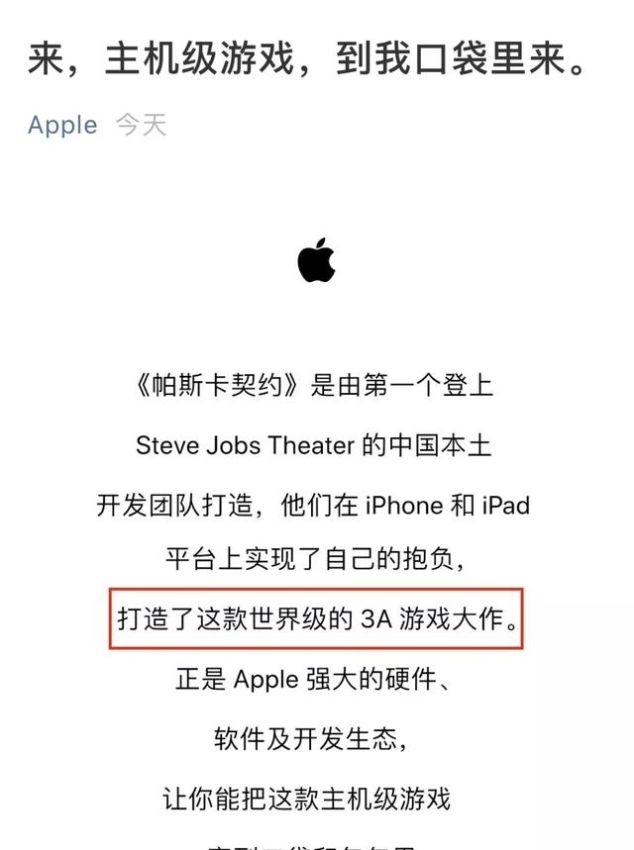 来，主机级游戏，到我口袋里来。
Apple 今天
《帕斯卡契约》是由第一个登上
Steve Jobs Theater 的中国本土
开发团队打造，他们在 iPhone 和 iPad
平台上实现了自己的抱负，
打造了这款世界级的 3A 游戏大作。
正是 Apple 强大的硬件、
软件及开发生态，
让你能把这款主机级游戏